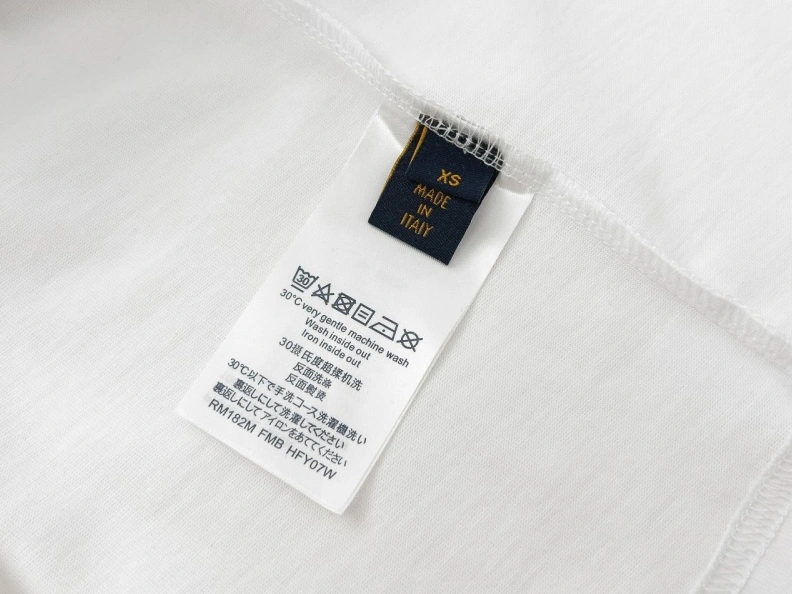 XS
MADE
IN
ITALY
30
30°C very gentle machine wash
Wash inside out
Iron inside out
30摄氏度超揉机洗
反面洗涤
反面熨烫
30℃以下で手洗コース洗濯機洗い
裏返しにして洗濯してください
裏返しにしてアイロンをあててください
RM182M FMB HFY07W